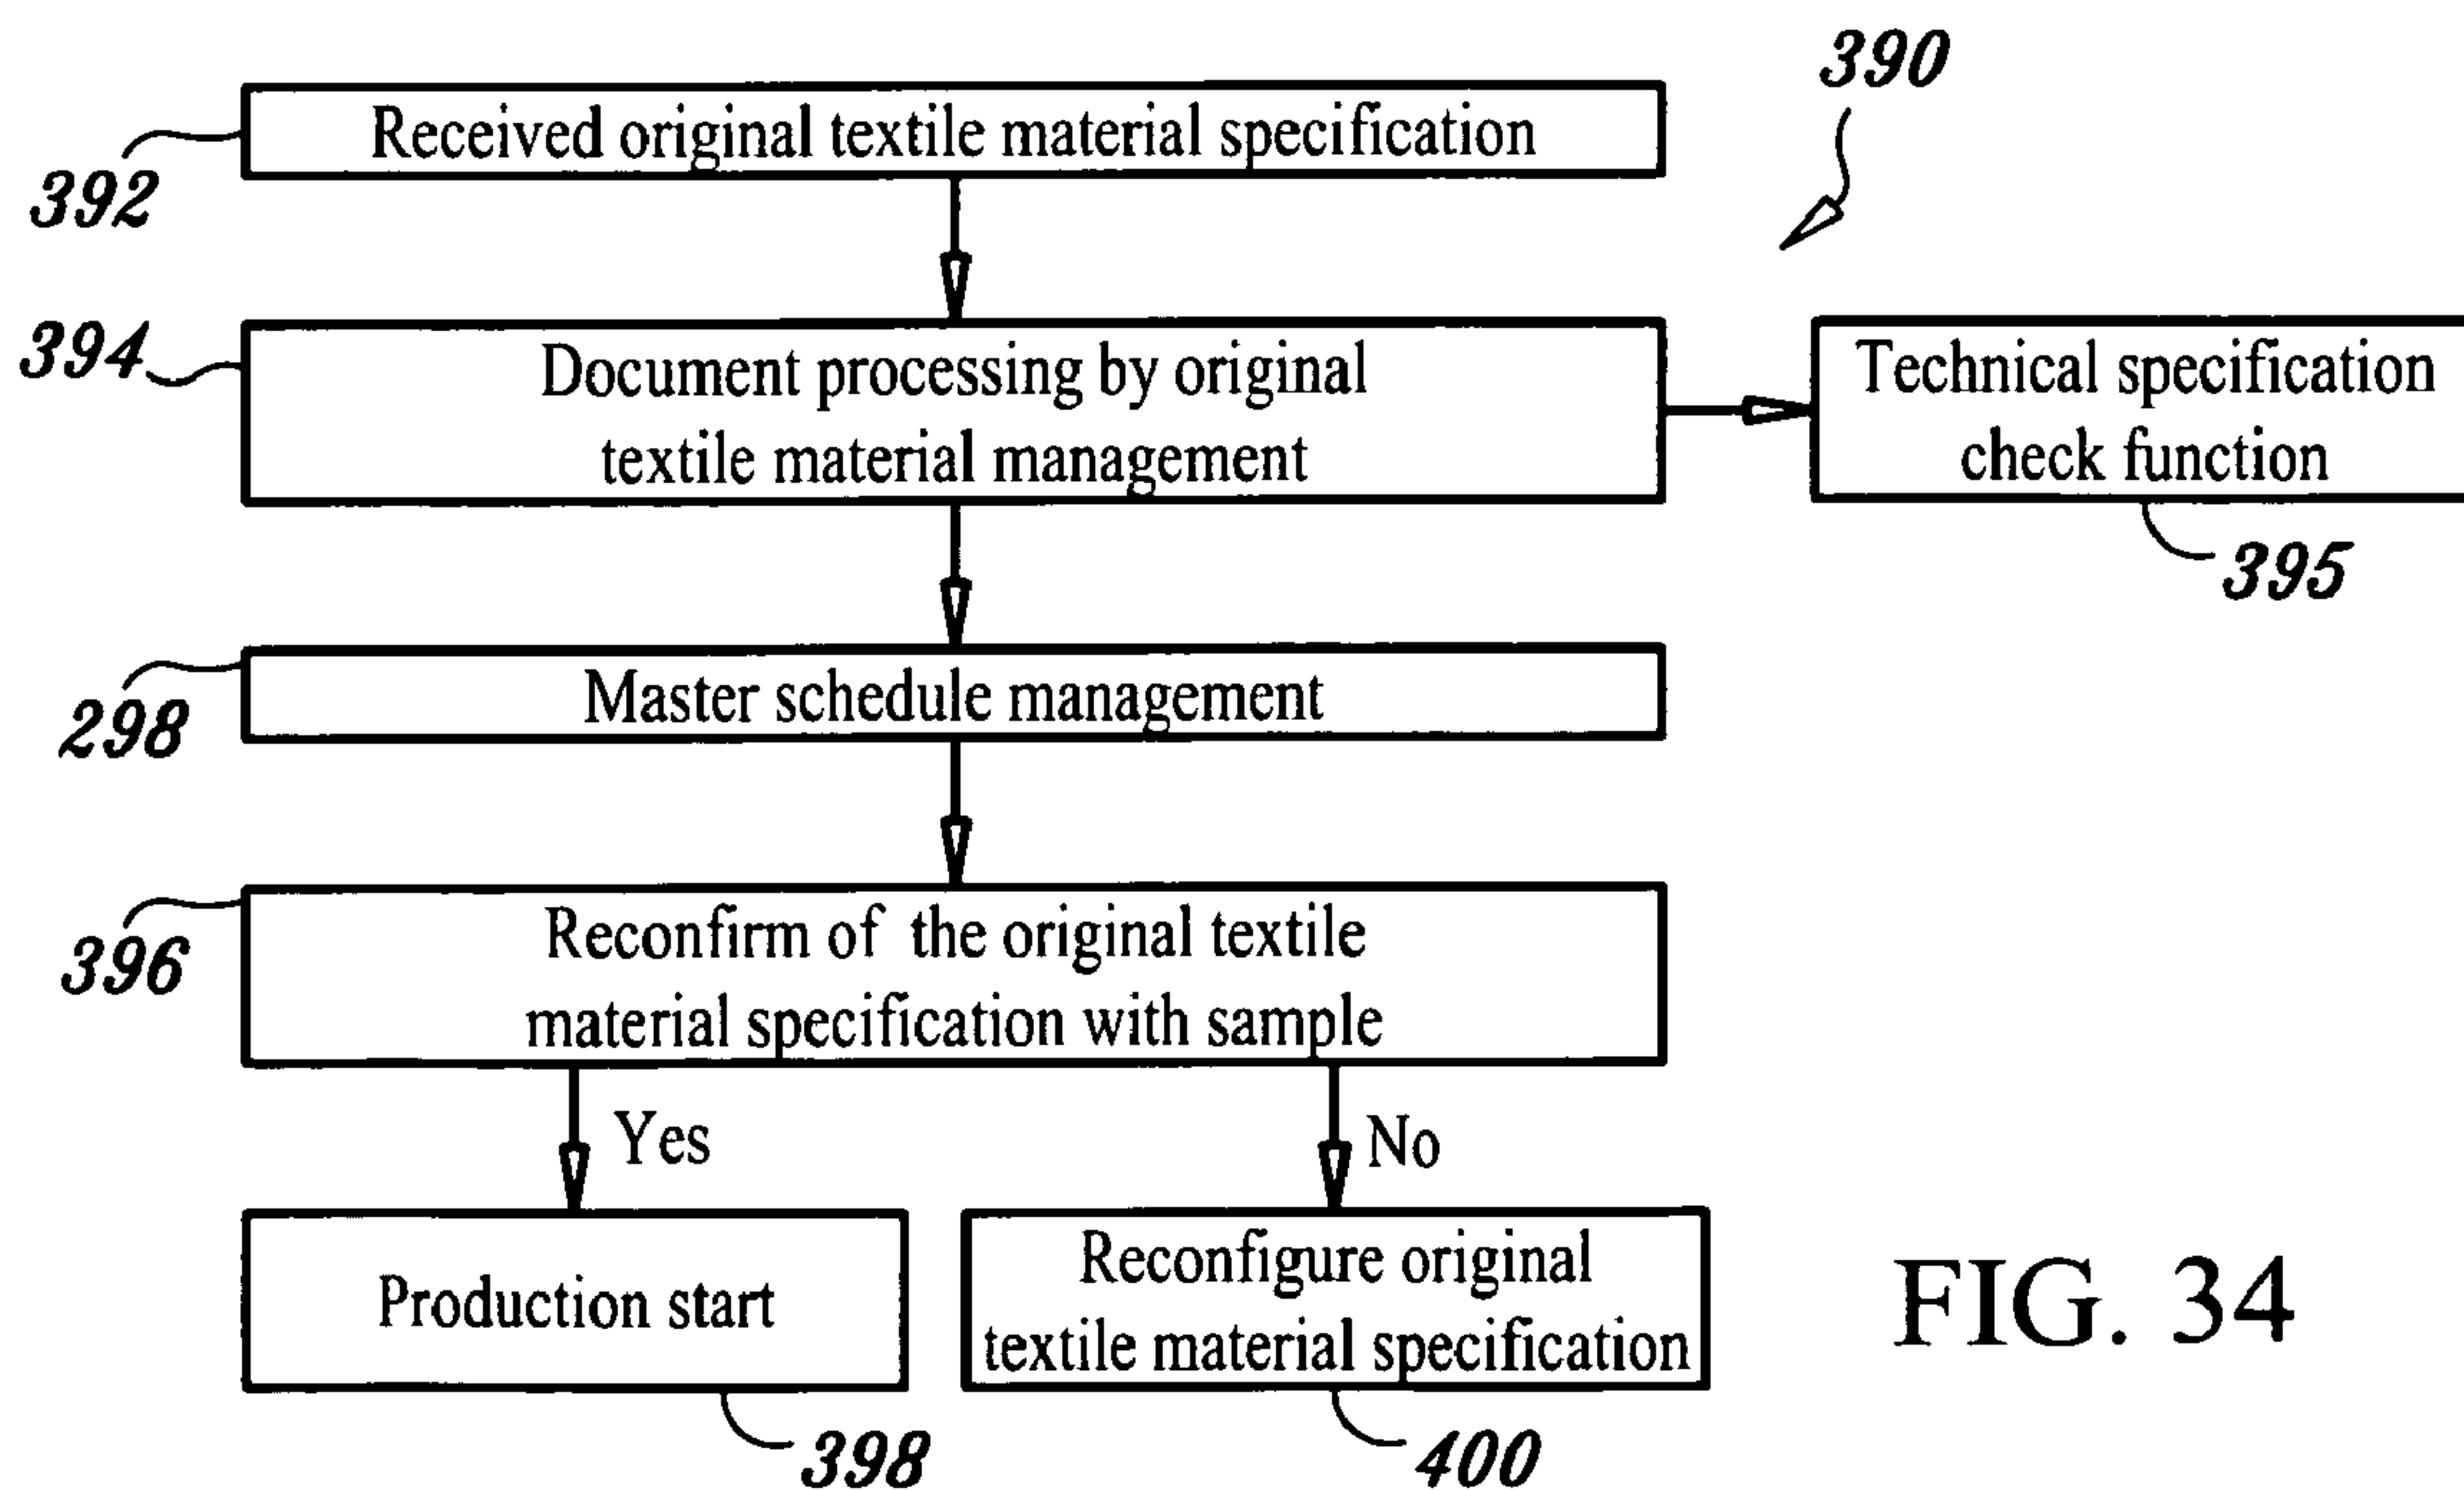 390
Received original textile material specification
392
394
Document processing by original
textile material management
Technical specification
check function
395
Master schedule management
298
396
Reconfirm of the original textile
material specification with sample
Yes
No
Production start
Reconfigure original
textile material specification
398
400
FIG. 34